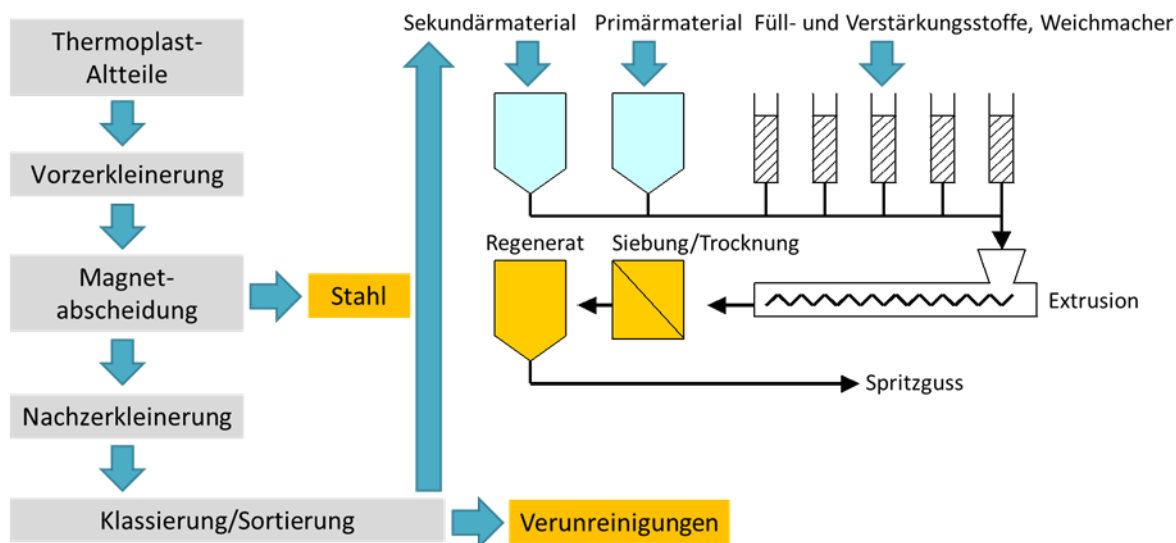 Thermoplast-
Altteile
Vorzerkleinerung
Magnet-
abscheidung
Stahl
Nachzerkleinerung
Klassierung/Sortierung
Verunreinigungen
Sekundärmaterial
Primärmaterial
Füll- und Verstärkungsstoffe, Weichmacher
Regenerat
Siebung/Trocknung
Extrusion
Spritzguss